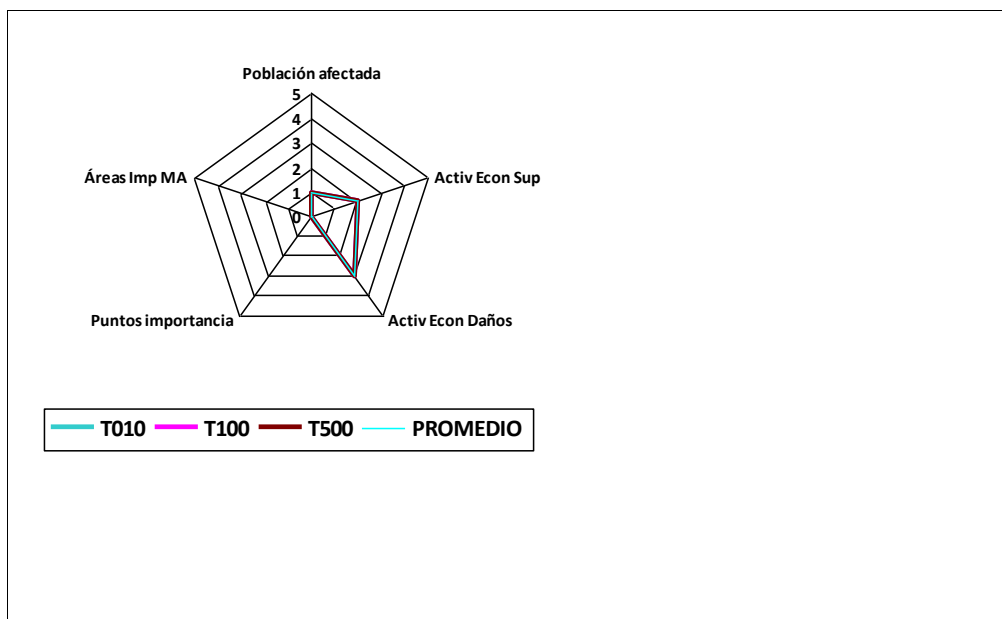 Población afectada
5
4
3
2
1
0
Áreas Imp MA
Activ Econ Sup
Puntos importancia
Activ Econ Daños
T010 T100 T500 PROMEDIO